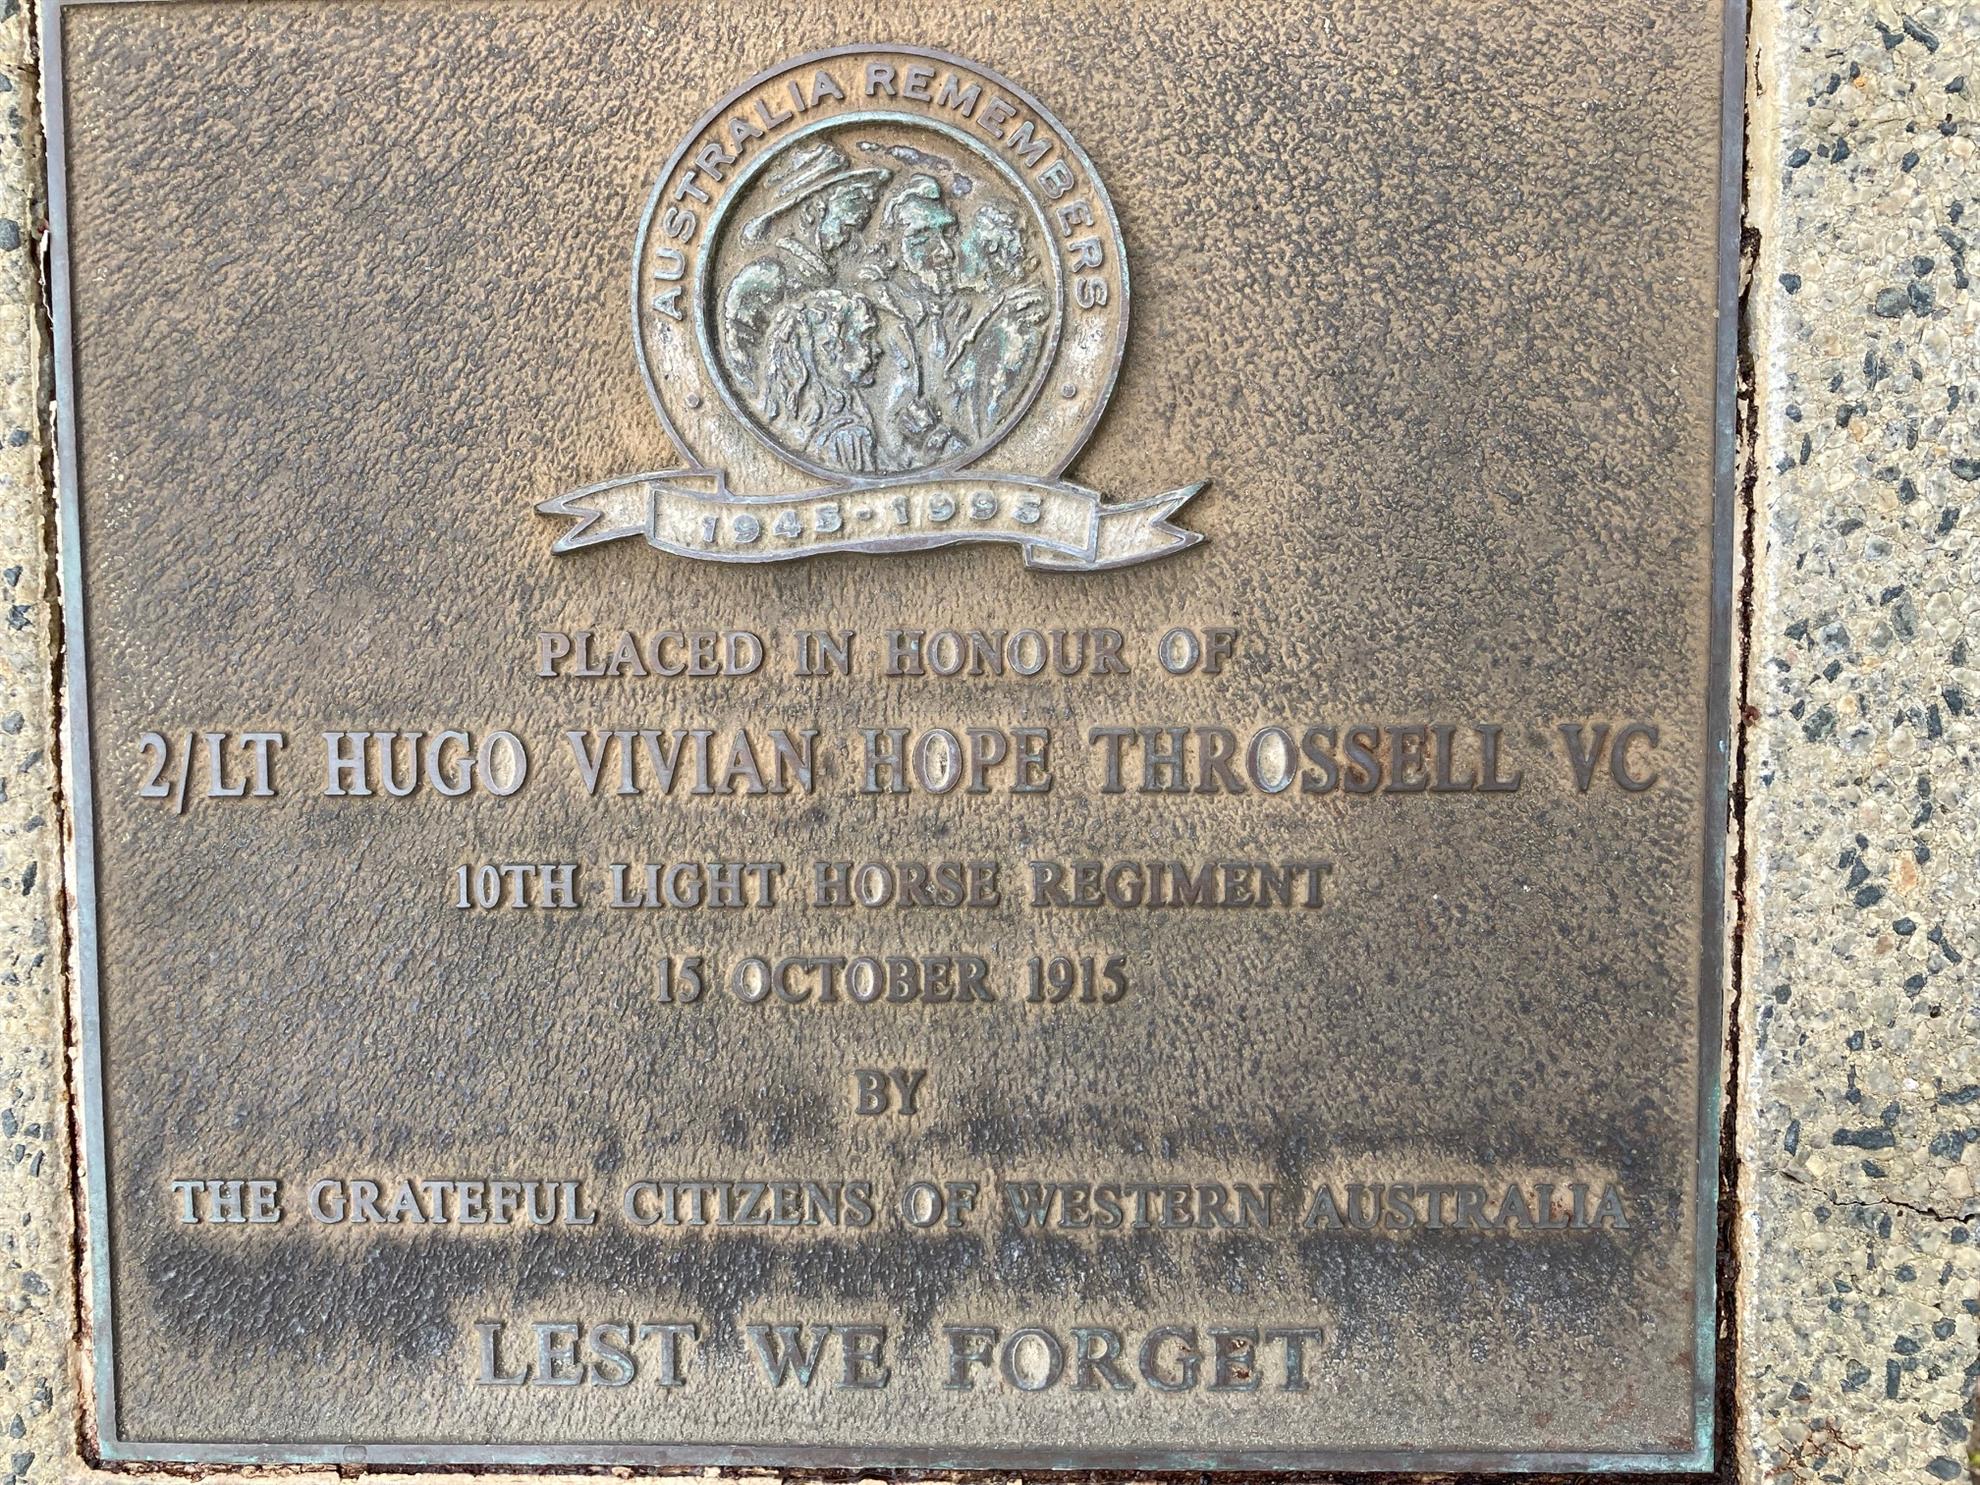 AUSTRALIA REMEMBERS
1945-1995
PLACED IN HONOUR OF
2/LT HUGO VIVIAN HOPE THROSSELL VC
10TH LIGHT HORSE REGIMENT
15 OCTOBER 1915
BY
THE GRATEFUL CITIZENS OF WESTERN AUSTRALIA
LEST WE FORGET